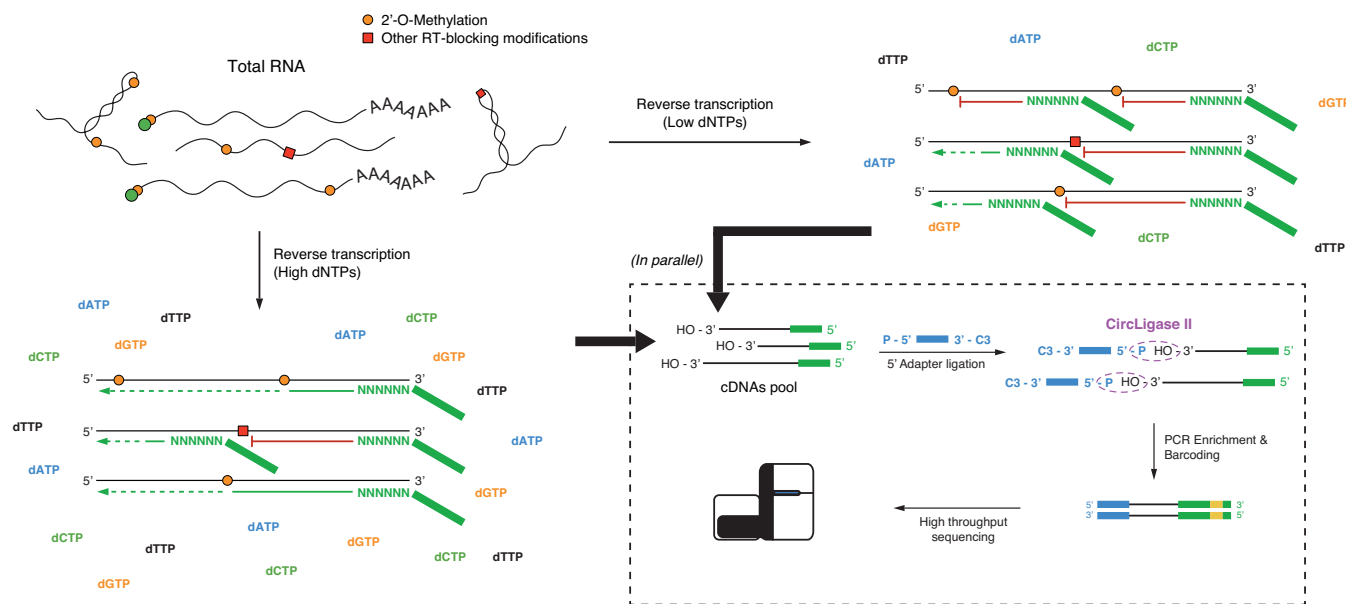 2'-O-Methylation
Other RT-blocking modifications
Total RNA
AAAAAAA
AAAAAAA
Reverse transcription
(Low dNTPs)
dATP
dCTP
dTTP
5' 3'
NNNNNN NNNNNN
dGTP
5' 3'
dATP
NNNNNN NNNNNN
5' 3'
NNNNNN NNNNNN
dGTP
dCTP
dTTP
Reverse transcription
(High dNTPs)
dATP
dTTP
dCTP
dATP
dGTP
dCTP
dGTP
5' 3'
NNNNNN
dTTP
dTTP
5' 3'
NNNNNN NNNNNN
dATP
dATP
5' 3'
NNNNNN
dGTP
dATP
dCTP
dTTP
dGTP
dCTP
dTTP
dCTP
dGTP
(In parallel)
HO - 3' 5'
HO - 3' 5'
HO - 3' 5'
cDNAs pool
P - 5' 3' - C3
5' Adapter ligation
CircLigase II
C3 - 3' 5' P HO - 3' 5'
C3 - 3' 5' P HO - 3' 5'
PCR Enrichment &
Barcoding
5' 3'
3' 5'
High throughput
sequencing